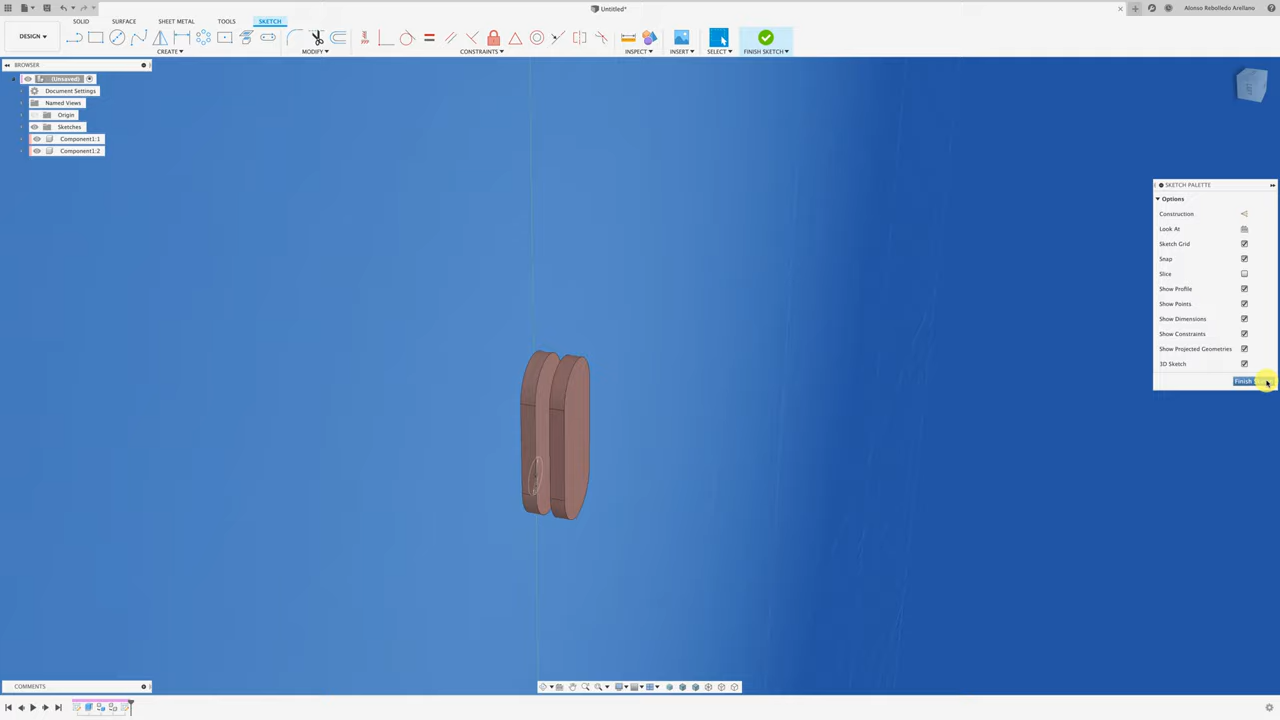 Untitled*
Alonso Rebolledo Arellano
DESIGN
SOLID
SURFACE
SHEET METAL
TOOLS
SKETCH
CREATE
MODIFY
CONSTRAINTS
INSPECT
INSERT
SELECT
FINISH SKETCH
BROWSER
(Unsaved)
Document Settings
Named Views
Origin
Sketches
Component1:1
Component1:2
SKETCH PALETTE
Options
Construction
Look At
Sketch Grid
Snap
Slice
Show Profile
Show Points
Show Dimensions
Show Constraints
Show Projected Geometries
3D Sketch
Finish
COMMENTS